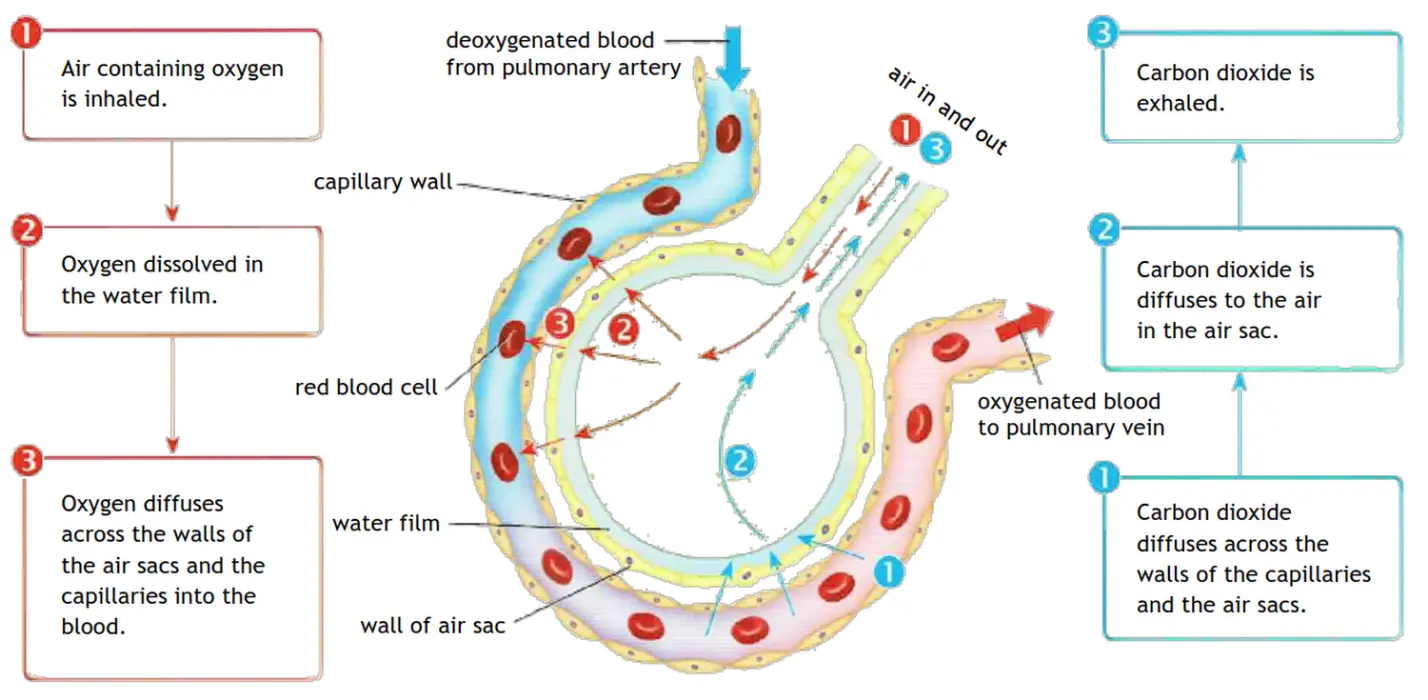 1
Air containing oxygen
is inhaled.
2
Oxygen dissolved in
the water film.
3
Oxygen diffuses
across the walls of
the air sacs and the
capillaries into the
blood.
deoxygenated blood
from pulmonary artery
air in and out
1
3
capillary wall
3
2
red blood cell
oxygenated blood
to pulmonary vein
2
water film
1
wall of air sac
3
Carbon dioxide is
exhaled.
2
Carbon dioxide is
diffuses to the air
in the air sac.
1
Carbon dioxide
diffuses across the
walls of the capillaries
and the air sacs.